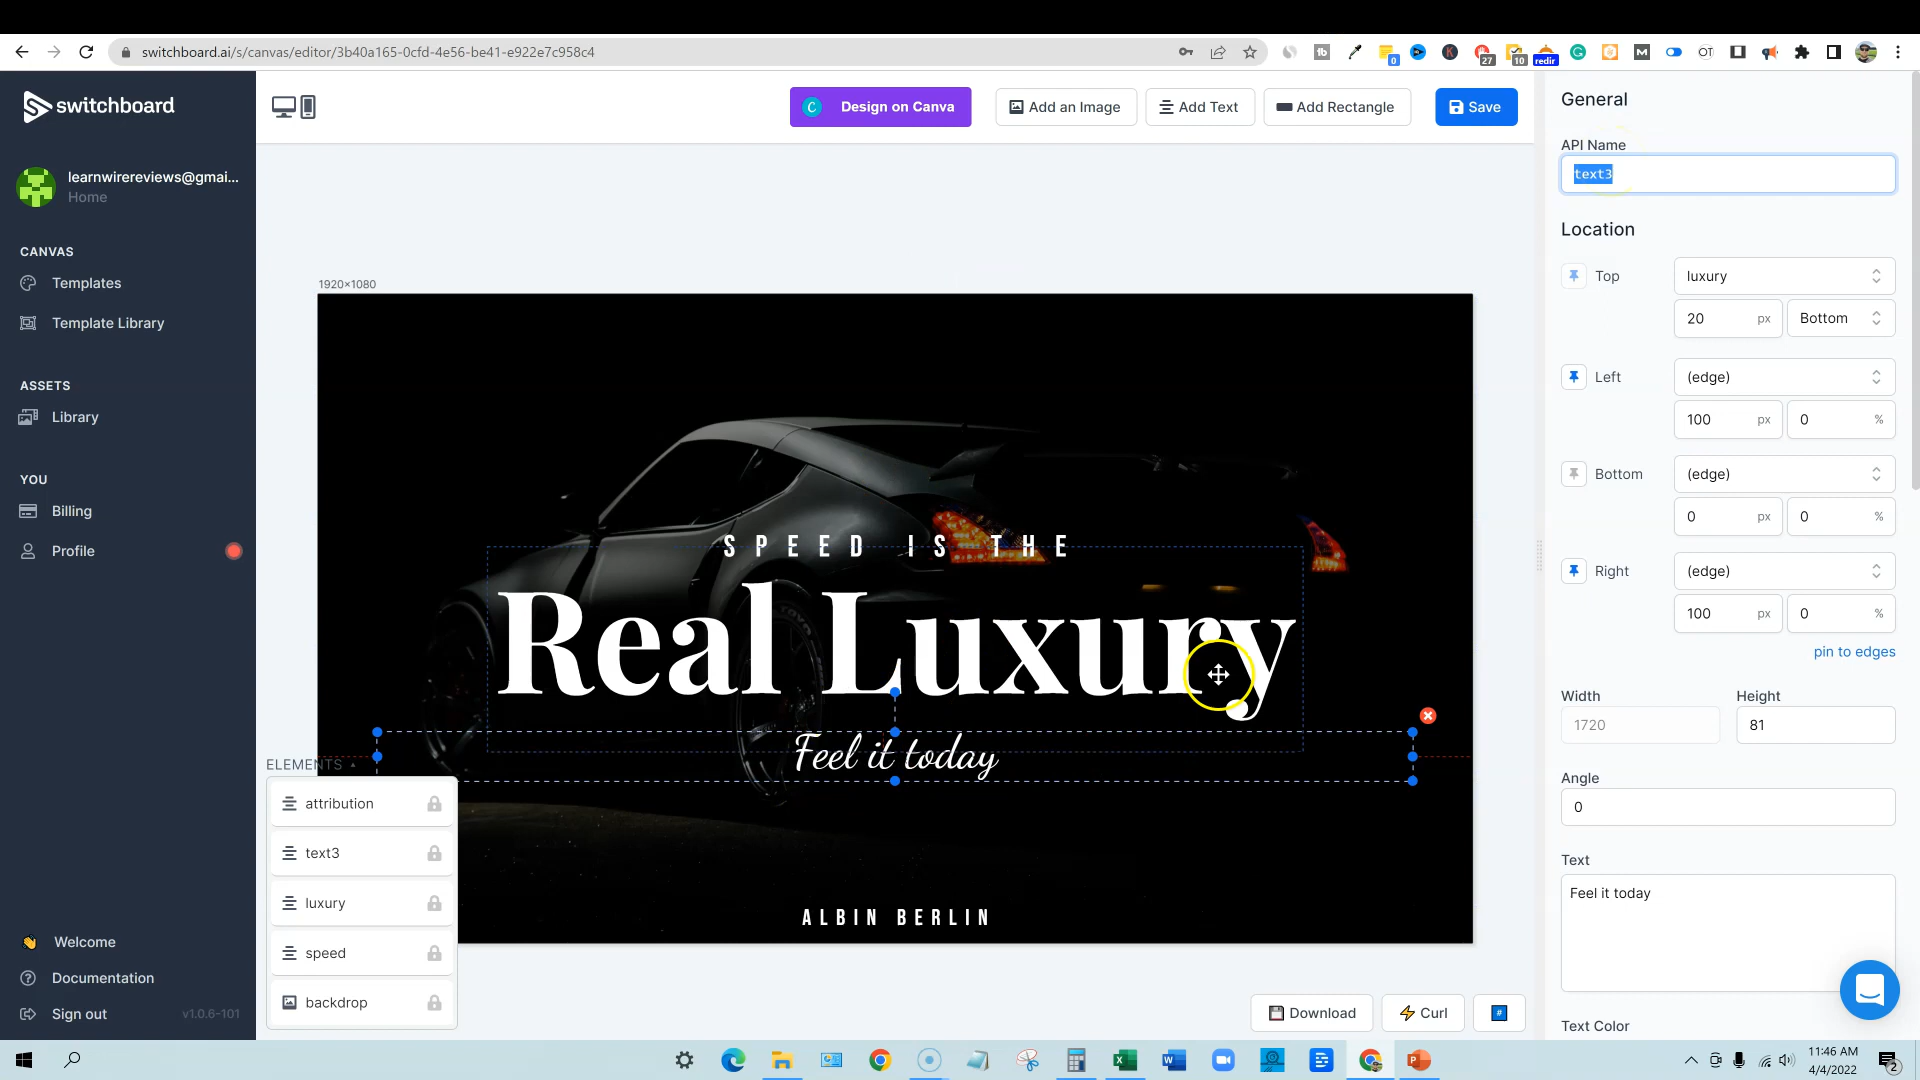 switchboard.ai/s/canvas/editor/3b40a165-0cfd-4e56-be41-e922e7c958c4
0
27
10
redir
switchboard
learnwirereviews@gmai...
Home
CANVAS
Templates
Template Library
ASSETS
Library
YOU
Billing
Profile
Welcome
Documentation
Sign out
v1.0.6-101
C Design on Canva
Add an Image
Add Text
Add Rectangle
Save
1920×1080
SPEED IS THE
Real Luxury
Feel it today
ALBIN BERLIN
ELEMENTS
attribution
text3
luxury
speed
backdrop
Download
Curl
#
General
API Name
text3
Location
Top
luxury
20 px
Bottom
Left
(edge)
100 px
0 %
Bottom
(edge)
0 px
0 %
Right
(edge)
100 px
0 %
pin to edges
Width
Height
1720
81
Angle
0
Text
Feel it today
Text Color
11:46 AM
4/4/2022
2